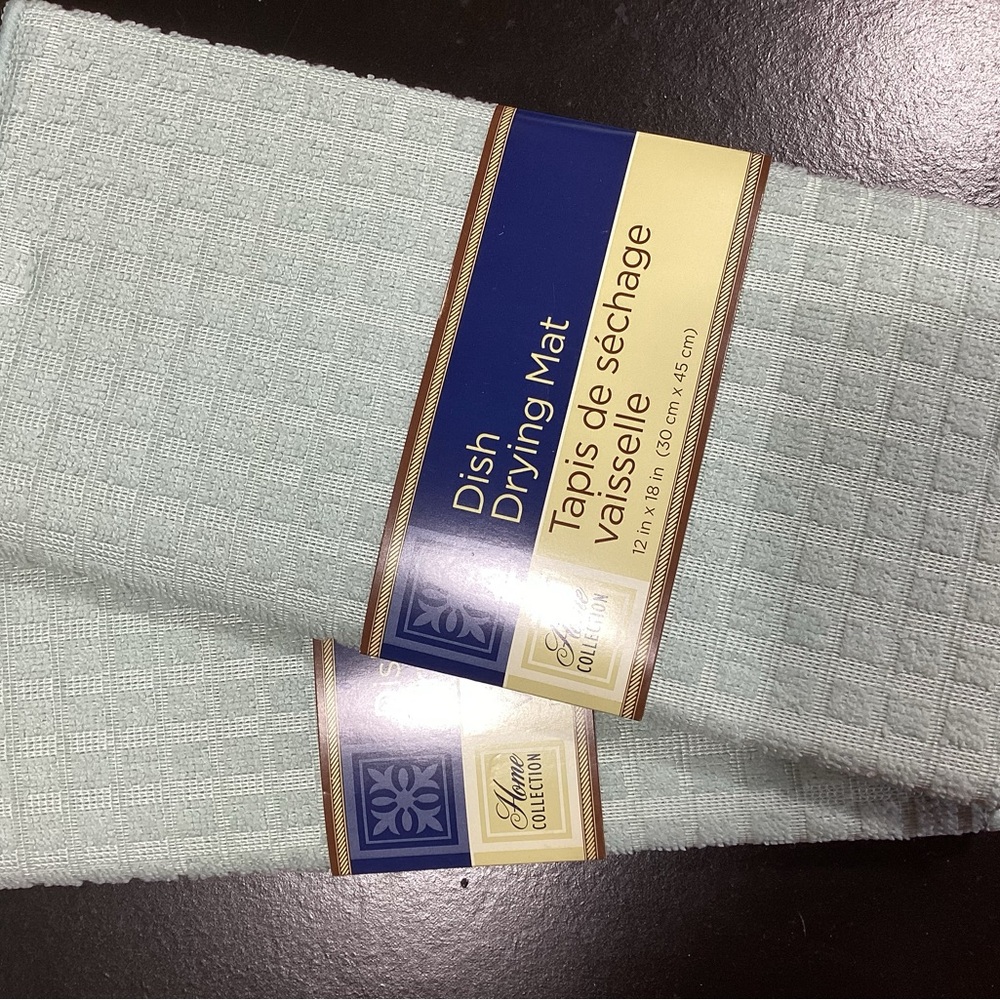 Dish
Drying Mat
Tapis de séchage
vaisselle
12 in x 18 in (30 cm x 45 cm)
Home
COLLECTION
Home
COLLECTION